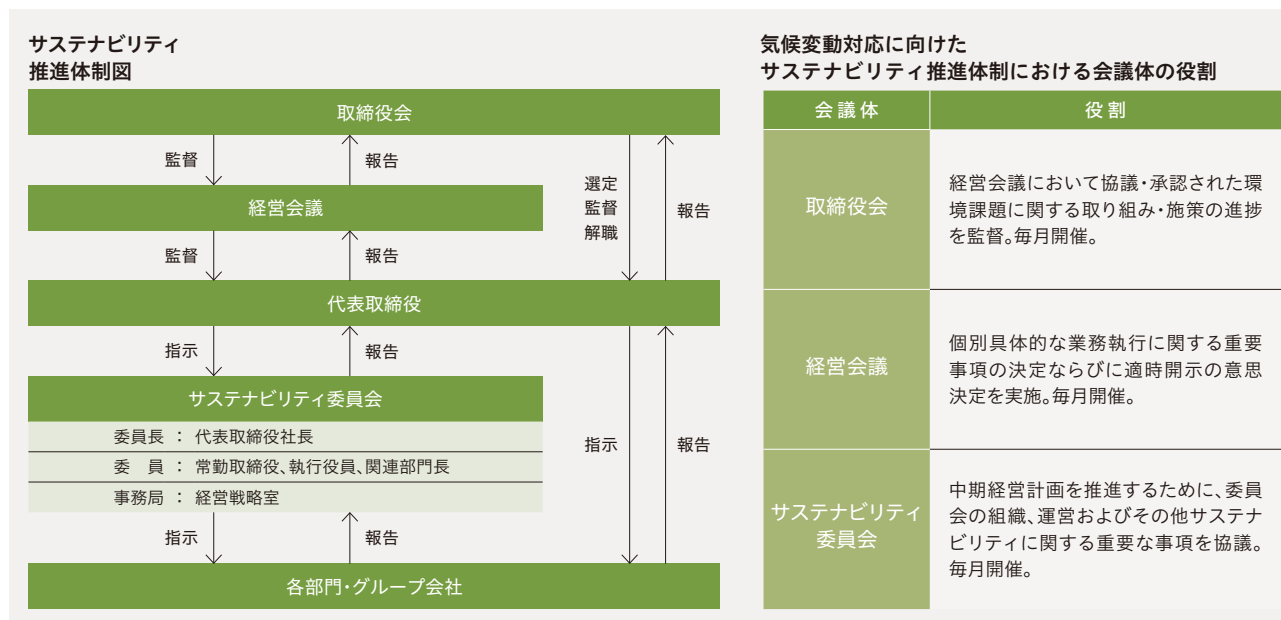 サステナビリティ
推進体制図
取締役会
監督
報告
経営会議
選定
監督
解職
報告
監督
報告
代表取締役
指示
報告
サステナビリティ委員会
委員長 : 代表取締役社長
委 員 : 常勤取締役、執行役員、関連部門長
事務局 : 経営戦略室
指示
報告
指示
報告
各部門・グループ会社
気候変動対応に向けた
サステナビリティ推進体制における会議体の役割
会議体 役割
取締役会
経営会議において協議・承認された環
境課題に関する取り組み・施策の進捗
を監督。毎月開催。
経営会議
個別具体的な業務執行に関する重要
事項の決定ならびに適時開示の意思
決定を実施。毎月開催。
サステナビリティ
委員会
中期経営計画を推進するために、委員
会の組織、運営およびその他サステナ
ビリティに関する重要な事項を協議。
毎月開催。